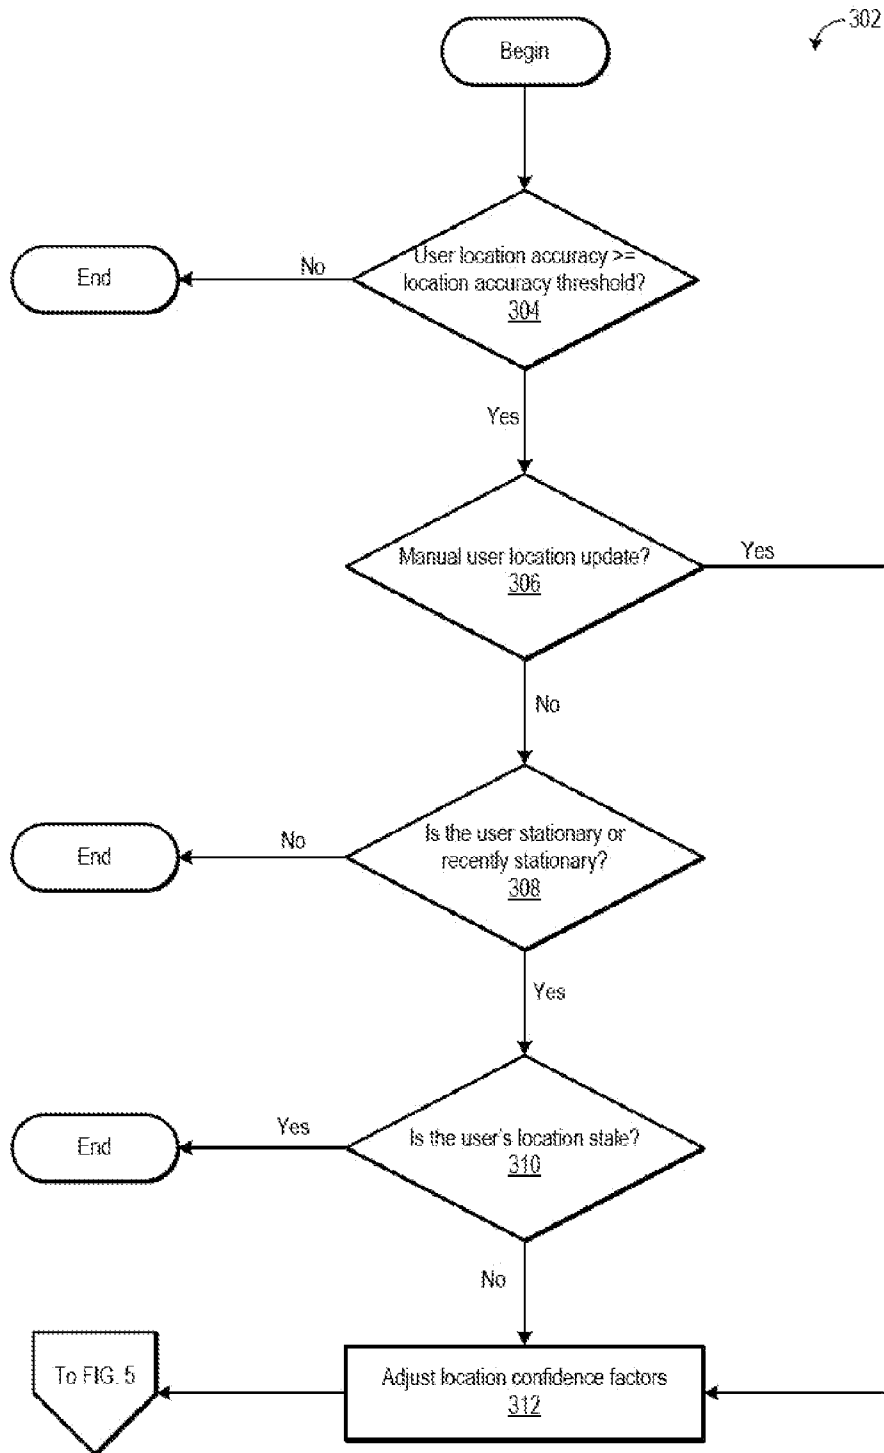 302
Begin
User location accuracy >=
location accuracy threshold?
304
No
End
Yes
Manual user location update?
306
Yes
No
Is the user stationary or
recently stationary?
308
No
End
Yes
Is the user's location stale?
310
Yes
End
No
Adjust location confidence factors
312
To FIG. 5